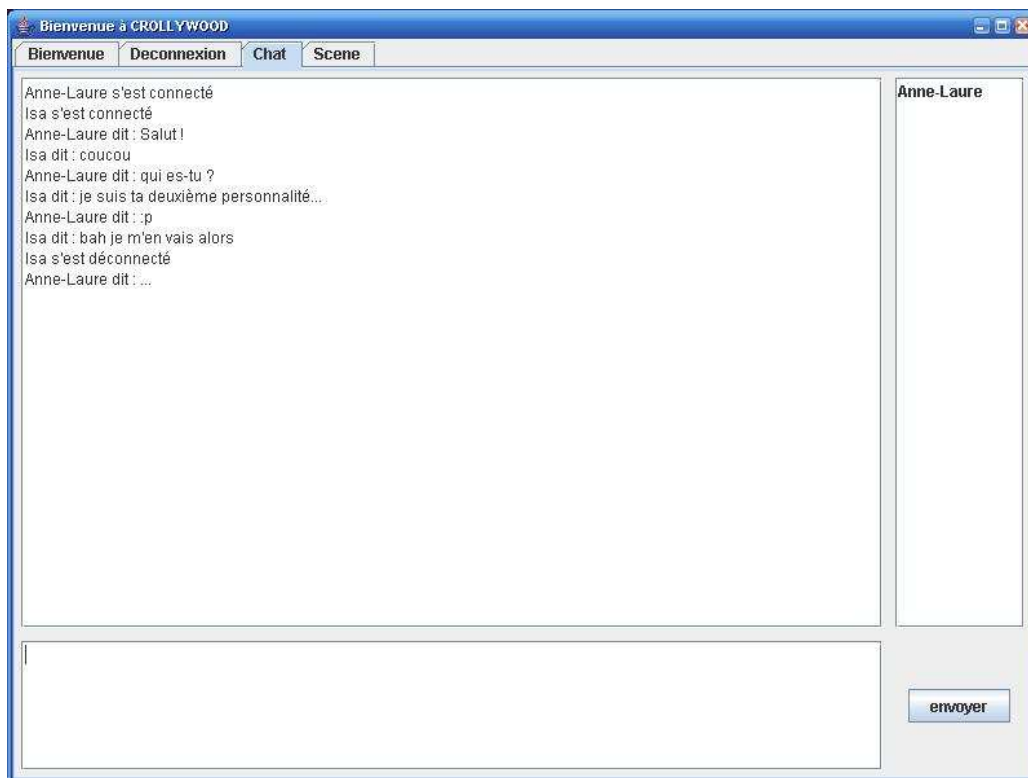 Bienvenue à CROLLYWOOD
Bienvenue Deconnexion Chat Scene
Anne-Laure s'est connecté
Isa s'est connecté
Anne-Laure dit : Salut !
Isa dit : coucou
Anne-Laure dit : qui es-tu ?
Isa dit : je suis ta deuxième personnalité...
Anne-Laure dit : :p
Isa dit : bah je m'en vais alors
Isa s'est déconnecté
Anne-Laure dit : ...
Anne-Laure
envoyer